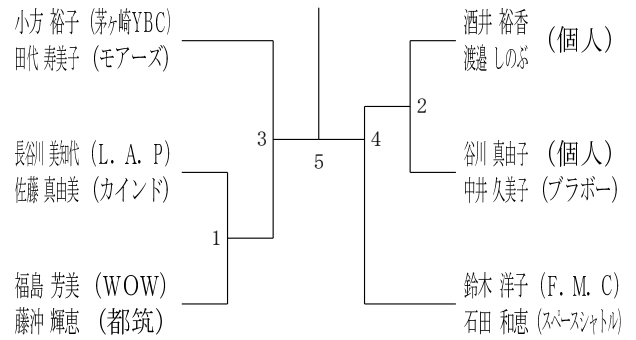 小方 裕子 (茅ヶ崎YBC)
田代 寿美子 (モアーズ)
長谷川 美知代 (L. A. P)
佐藤 真由美 (カインド)
福島 芳美 (WOW)
藤沖 輝恵 (都筑)
1
3
5
4
2
酒井 裕香 (個人)
渡邉 しのぶ
谷川 真由子 (個人)
中井 久美子 (ブラボー)
鈴木 洋子 (F. M. C)
石田 和恵 (スペースシャトル)